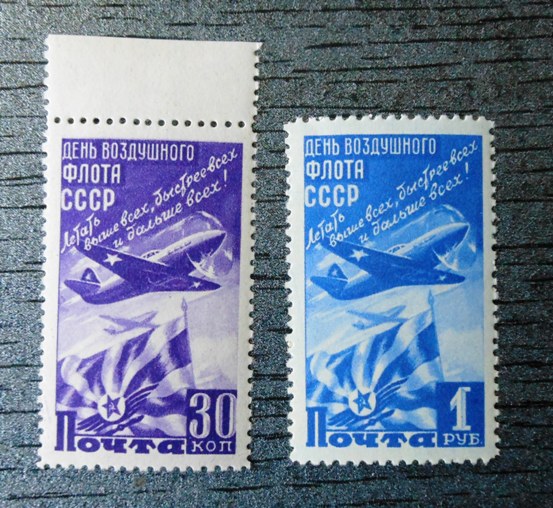 ДЕНЬ ВОЗДУШНОГО
ФЛОТА
СССР
Летать
выше всех, быстрее всех
и дальше всех!
30
КОП
Почта
ДЕНЬ ВОЗДУШНОГО
ФЛОТА
СССР
Летать
выше всех, быстрее всех
и дальше всех!
1
РУБ.
Почта